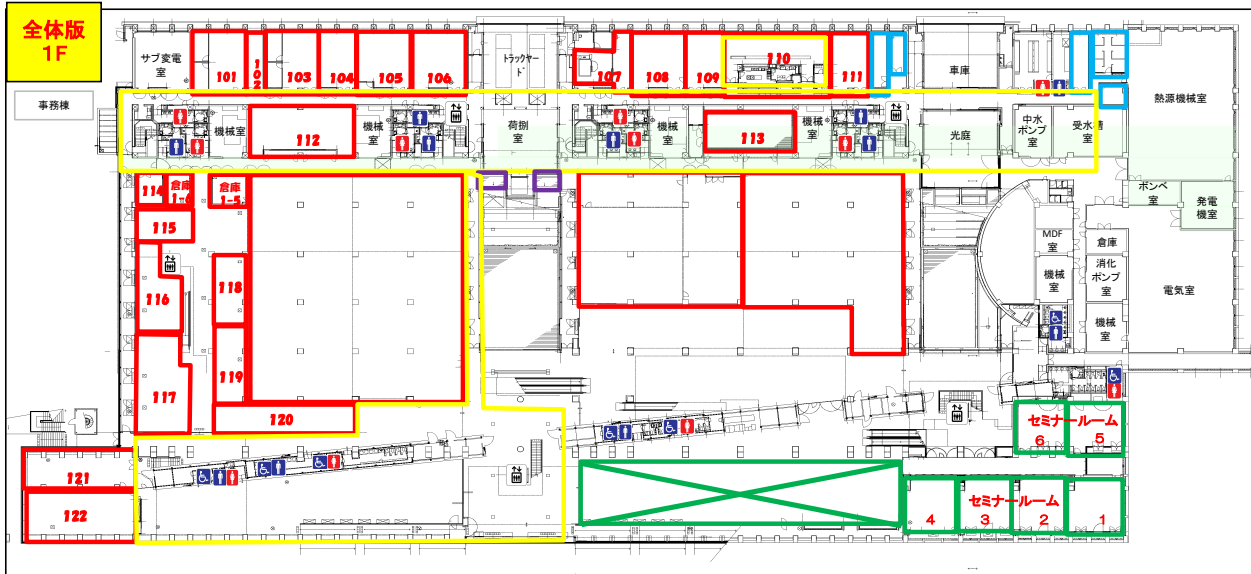 全体版
1F
事務棟
サブ変電
室
101
102
103
104
105
106
トラックヤー
ド
107
108
109
110
111
車庫
熱源機械室
機械室
112
機械
室
荷捌
室
機械
室
113
機械
室
光庭
中水
ポンプ
室
受水槽
114
倉庫
1-6
倉庫
1-5
ボンベ
室
発電
機室
115
MDF
室
倉庫
116
118
機械
室
消化
ポンプ
室
電気室
機械
室
117
119
120
セミナールーム
6
5
121
122
セミナールーム
4
3
2
1